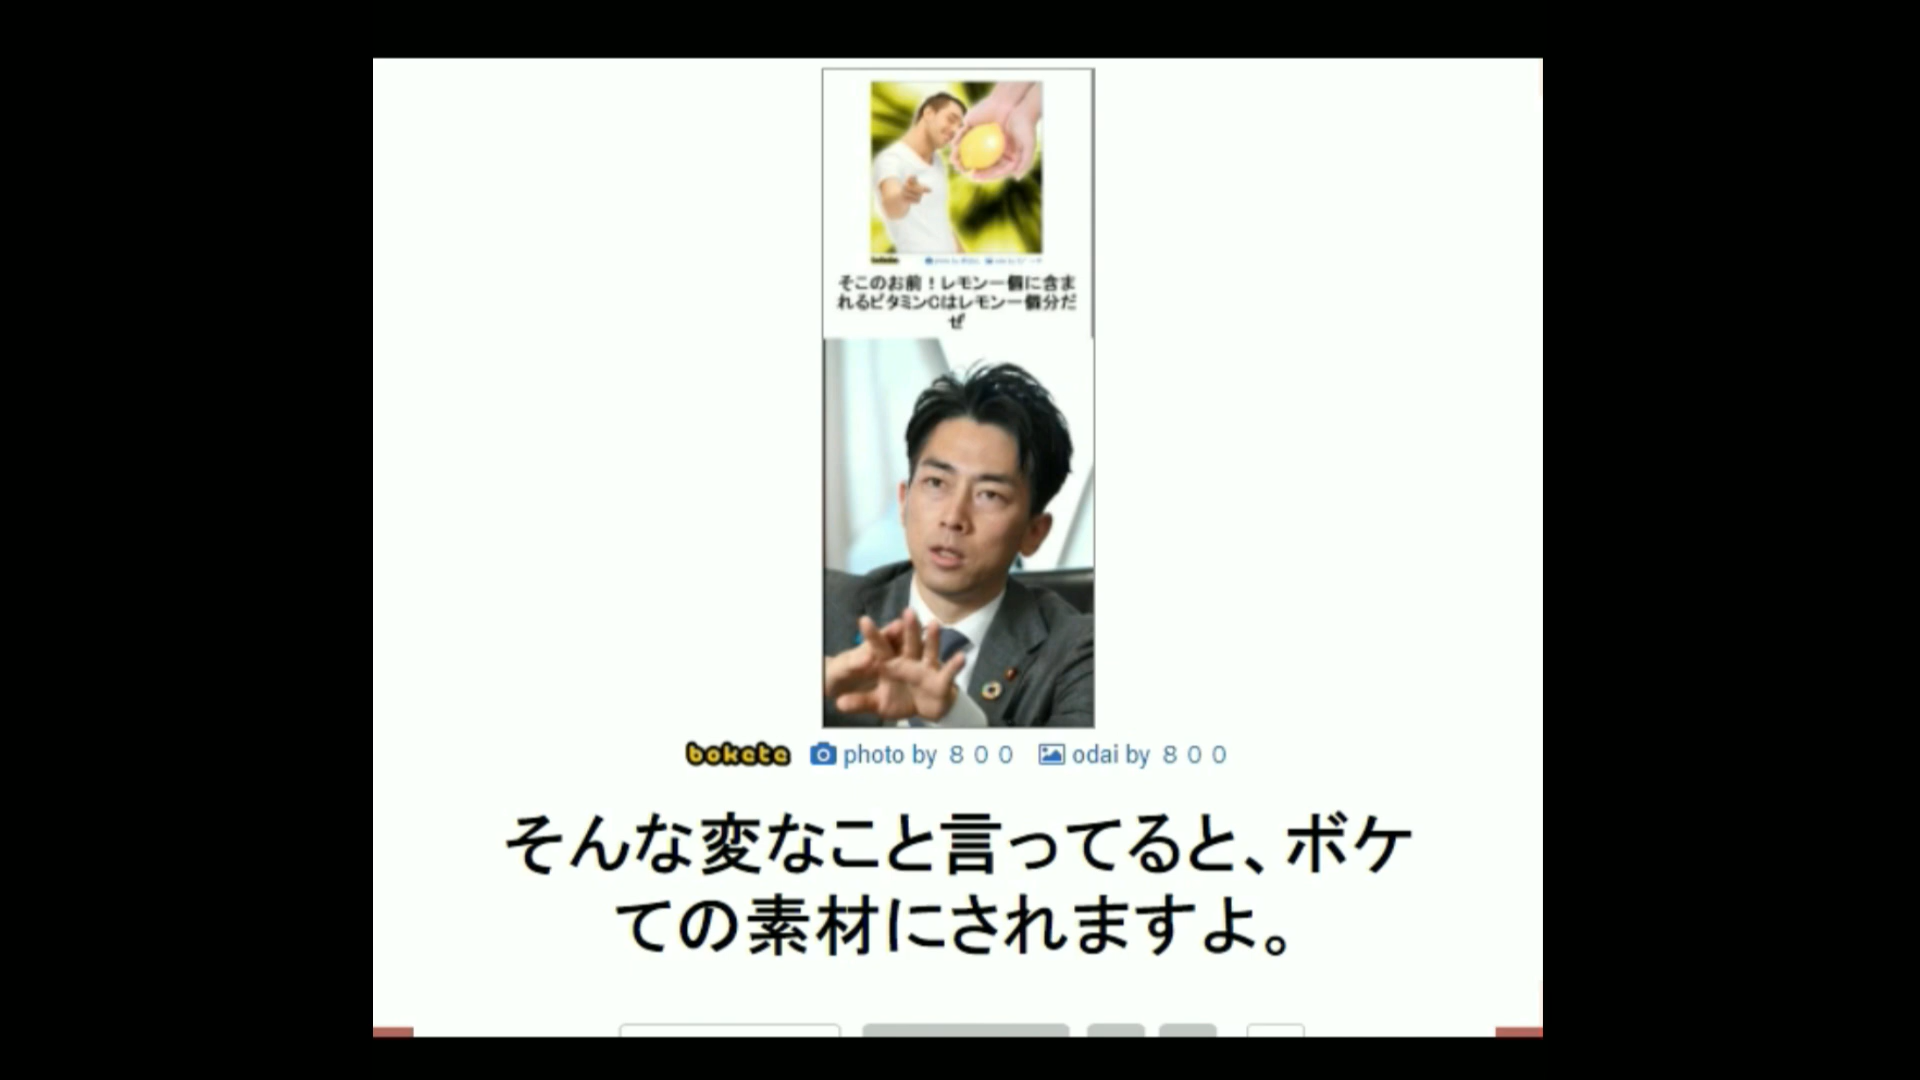 そこのお前！レモン一個に含ま
れるビタミンCはレモン一個分だ
ぜ
bokete photo by ８００ odai by ８００
そんな変なこと言ってると、ボケ
ての素材にされますよ。